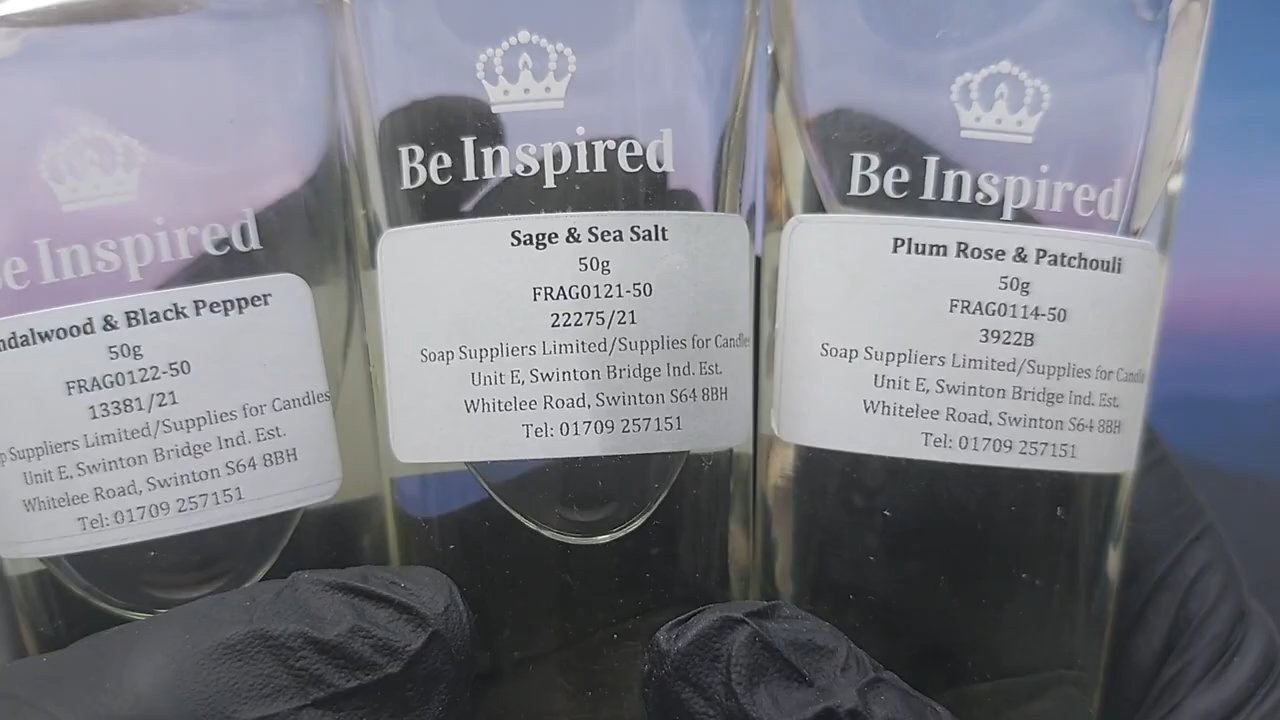 Be Inspired
ndalwood & Black Pepper
50g
FRAG0122-50
13381/21
p Suppliers Limited/Supplies for Candles
Unit E, Swinton Bridge Ind. Est.
Whitelee Road, Swinton S64 8BH
Tel: 01709 257151
Be Inspired
Sage & Sea Salt
50g
FRAG0121-50
22275/21
Soap Suppliers Limited/Supplies for Candle
Unit E, Swinton Bridge Ind. Est.
Whitelee Road, Swinton S64 8BH
Tel: 01709 257151
Be Inspired
Plum Rose & Patchouli
50g
FRAG0114-50
3922B
Soap Suppliers Limited/Supplies for Candle
Unit E, Swinton Bridge Ind. Est.
Whitelee Road, Swinton S64 8BH
Tel: 01709 257151